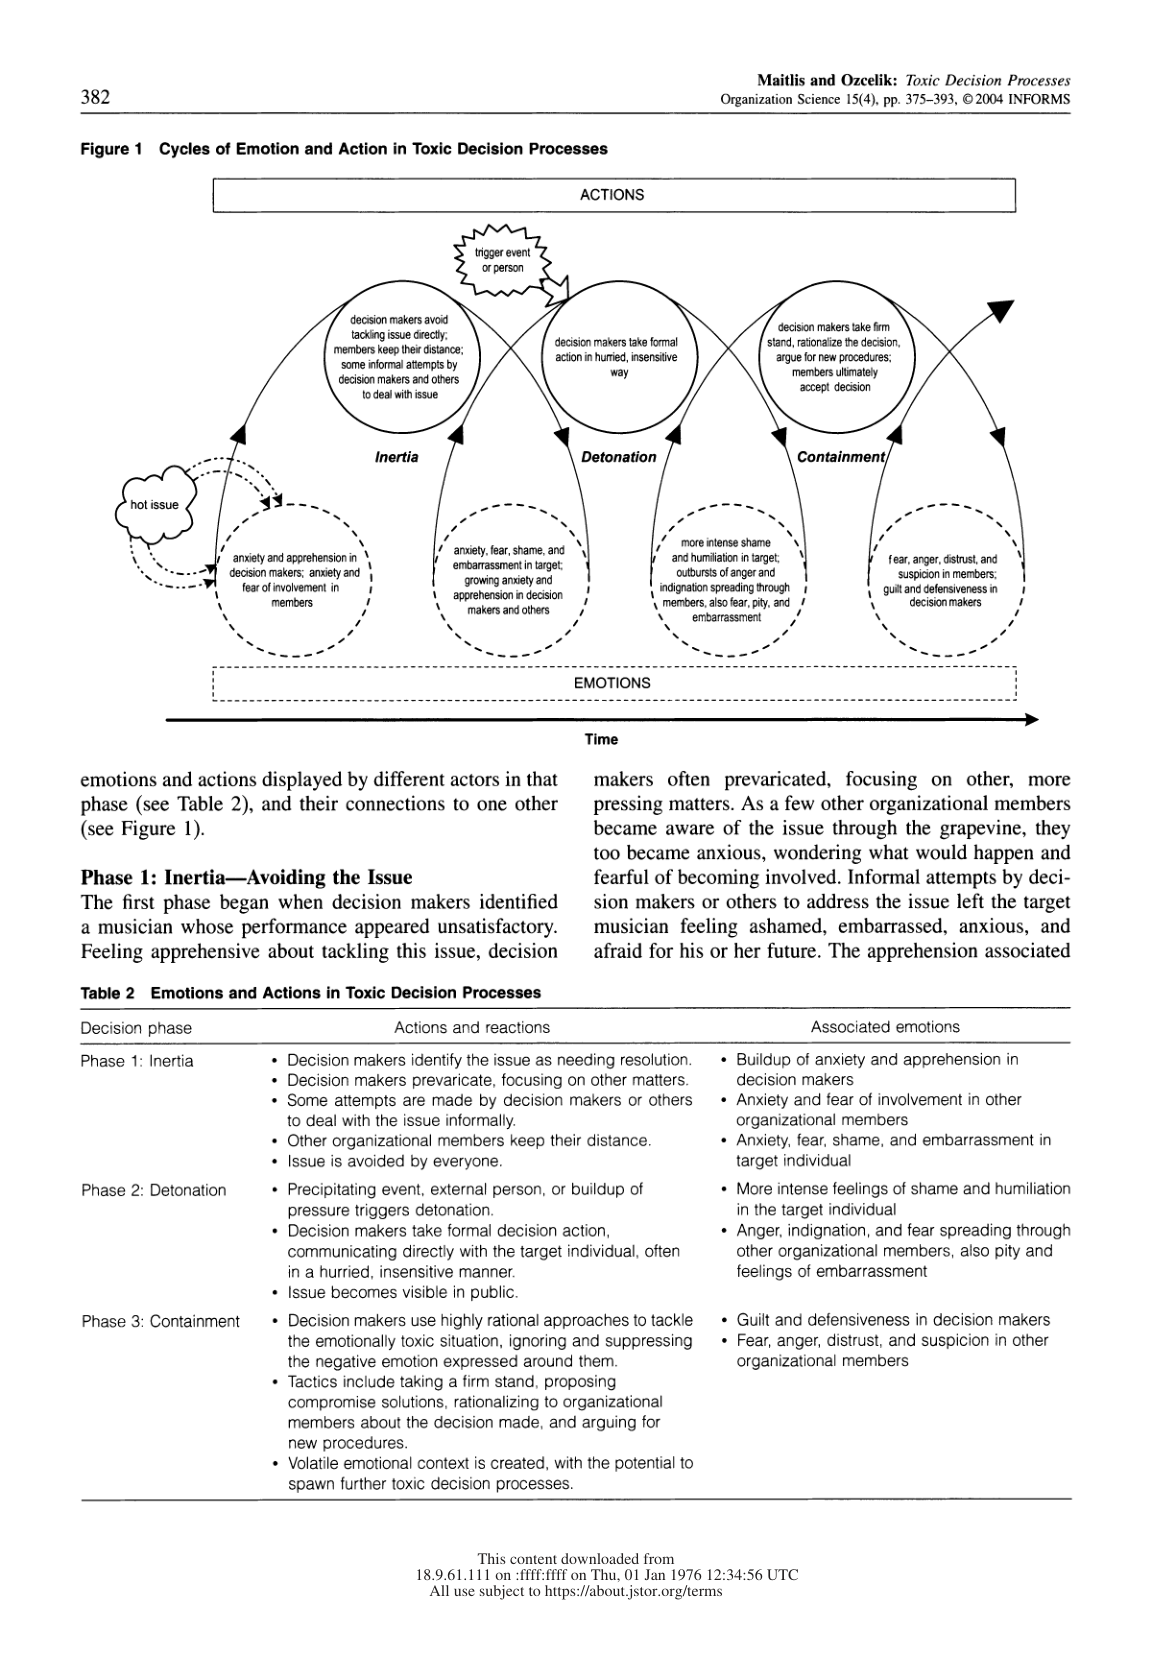 382
Maitlis and Ozcelik: Toxic Decision Processes
Organization Science 15(4), pp. 375–393, © 2004 INFORMS
Figure 1 Cycles of Emotion and Action in Toxic Decision Processes
ACTIONS
trigger event
or person
decision makers avoid
tackling issue directly;
members keep their distance;
some informal attempts by
decision makers and others
to deal with issue
decision makers take formal
action in hurried, insensitive
way
decision makers take firm
stand, rationalize the decision,
argue for new procedures;
members ultimately
accept decision
Inertia
Detonation
Containment
hot issue
anxiety and apprehension in
decision makers; anxiety and
fear of involvement in
members
anxiety, fear, shame, and
embarrassment in target;
growing anxiety and
apprehension in decision
makers and others
more intense shame
and humiliation in target;
outbursts of anger and
indignation spreading through
members, also fear, pity, and
embarrassment
fear, anger, distrust, and
suspicion in members;
guilt and defensiveness in
decision makers
EMOTIONS
Time
emotions and actions displayed by different actors in that
phase (see Table 2), and their connections to one other
(see Figure 1).
Phase 1: Inertia—Avoiding the Issue
The first phase began when decision makers identified
a musician whose performance appeared unsatisfactory.
Feeling apprehensive about tackling this issue, decision
makers often prevaricated, focusing on other, more
pressing matters. As a few other organizational members
became aware of the issue through the grapevine, they
too became anxious, wondering what would happen and
fearful of becoming involved. Informal attempts by deci-
sion makers or others to address the issue left the target
musician feeling ashamed, embarrassed, anxious, and
afraid for his or her future. The apprehension associated
Table 2 Emotions and Actions in Toxic Decision Processes
Decision phase
Actions and reactions
Associated emotions
Phase 1: Inertia
• Decision makers identify the issue as needing resolution.
• Decision makers prevaricate, focusing on other matters.
• Some attempts are made by decision makers or others
to deal with the issue informally.
• Other organizational members keep their distance.
• Issue is avoided by everyone.
• Buildup of anxiety and apprehension in
decision makers
• Anxiety and fear of involvement in other
organizational members
• Anxiety, fear, shame, and embarrassment in
target individual
Phase 2: Detonation
• Precipitating event, external person, or buildup of
pressure triggers detonation.
• Decision makers take formal decision action,
communicating directly with the target individual, often
in a hurried, insensitive manner.
• Issue becomes visible in public.
• More intense feelings of shame and humiliation
in the target individual
• Anger, indignation, and fear spreading through
other organizational members, also pity and
feelings of embarrassment
Phase 3: Containment
• Decision makers use highly rational approaches to tackle
the emotionally toxic situation, ignoring and suppressing
the negative emotion expressed around them.
• Tactics include taking a firm stand, proposing
compromise solutions, rationalizing to organizational
members about the decision made, and arguing for
new procedures.
• Volatile emotional context is created, with the potential to
spawn further toxic decision processes.
• Guilt and defensiveness in decision makers
• Fear, anger, distrust, and suspicion in other
organizational members
This content downloaded from
18.9.61.111 on :ffff:ffff on Thu, 01 Jan 1976 12:34:56 UTC
All use subject to https://about.jstor.org/terms